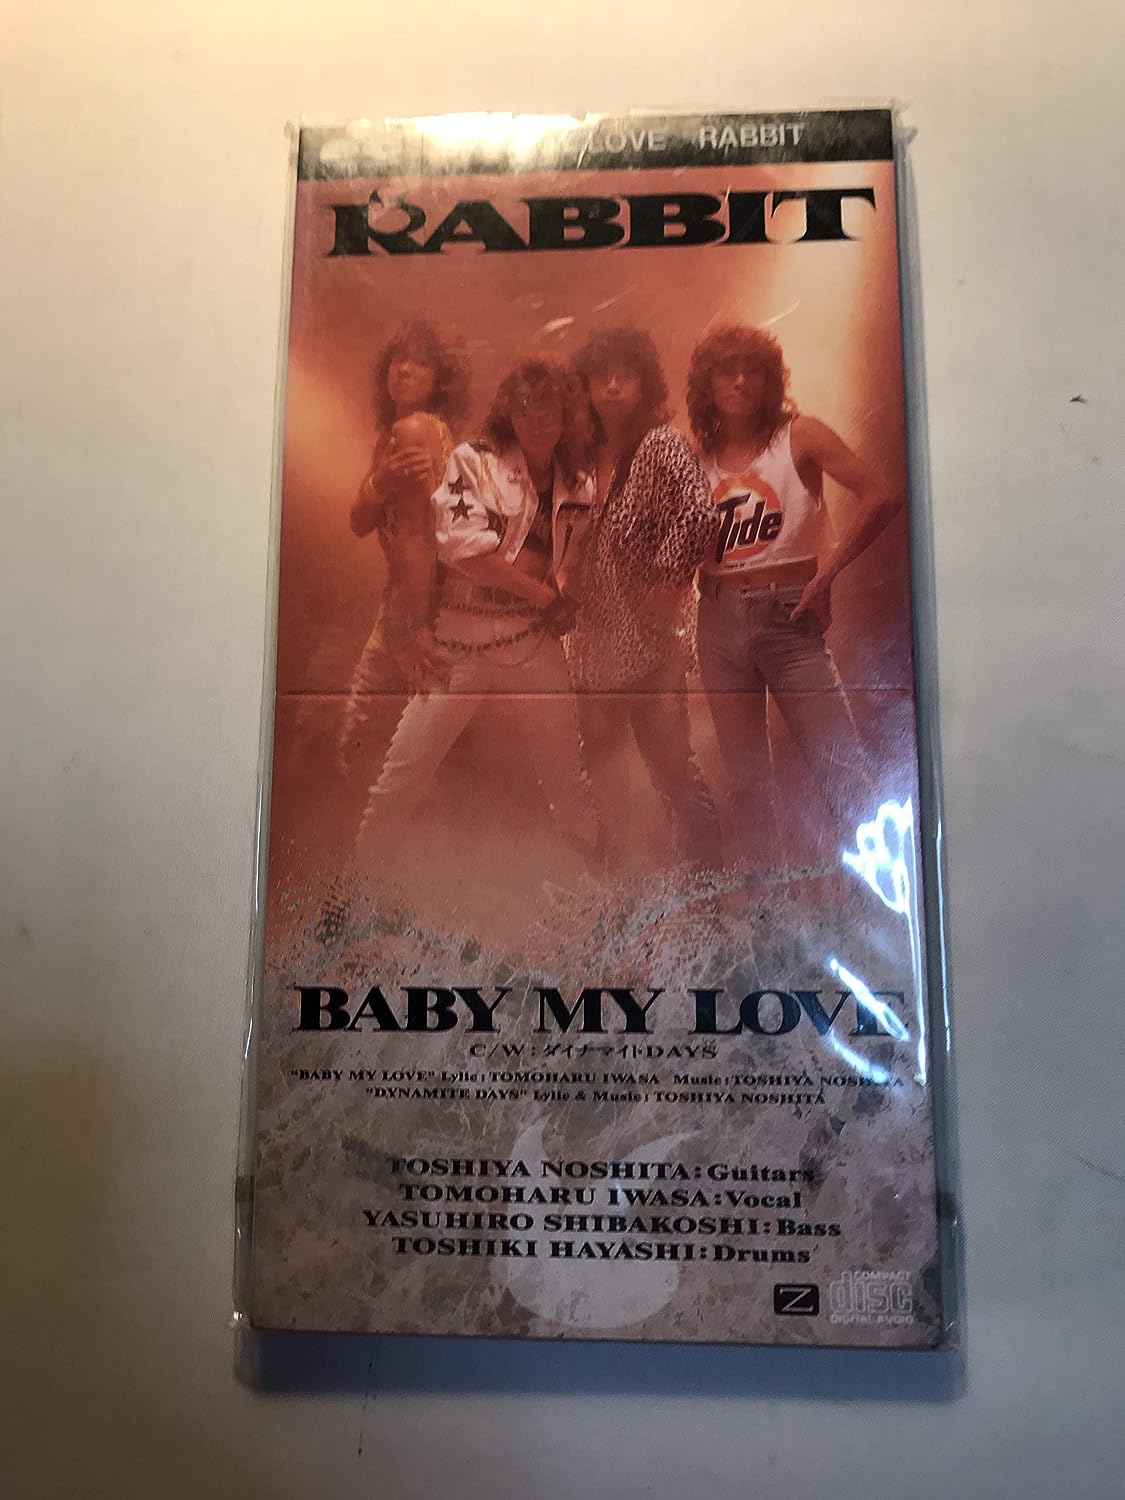 LOVE RABBIT
RABBIT
Tide
BABY MY LOVE
C/W:ダイナマイトDAYS
"BABY MY LOVE" Lylic:TOMOHARU IWASA Music:TOSHIYA NOSHITA
"DYNAMITE DAYS" Lylic & Music:TOSHIYA NOSHITA
TOSHIYA NOSHITA:Guitars
TOMOHARU IWASA:Vocal
YASUHIRO SHIBAKOSHI:Bass
TOSHIKI HAYASHI:Drums
Z COMPACT
disc
DIGITAL AUDIO